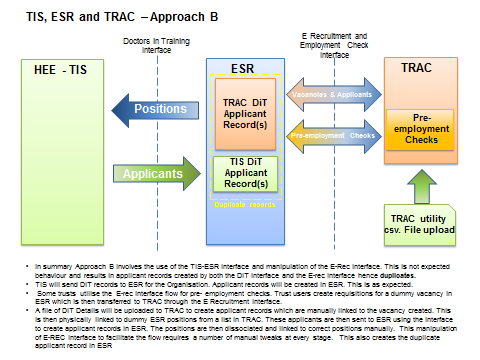 TIS, ESR and TRAC – Approach B
Doctors in Training
Interface
E Recruitment and
Employment Check
Interface
HEE - TIS
ESR
TRAC
TRAC DiT
Applicant
Record(s)
Vacancies & Applicants
Positions
Pre-
employment
Checks
Pre-employment Checks
TIS DiT
Applicant
Record(s)
Applicants
Duplicate records
TRAC utility
csv. File upload
• In summary Approach B involves the use of the TIS-ESR interface and manipulation of the E-Rec interface. This is not expected
behaviour and results in applicant records created by both the DIT interface and the E-rec interface hence duplicates.
• TIS will send DIT records to ESR for the Organisation. Applicant records will be created in ESR. This is as expected.
• Some trusts utilise the E-rec interface flow for pre- employment checks. Trust users create requisitions for a dummy vacancy in
ESR which is then transferred to TRAC through the E Recruitment interface.
• A file of DIT Details will be uploaded to TRAC to create applicant records which are manually linked to the vacancy created. This
is then physically linked to dummy ESR positions from a list in TRAC. These applicants are then sent to ESR using the interface
to create applicant records in ESR. The positions are then dissociated and linked to correct positions manually. This manipulation
of E-REC interface to facilitate the flow requires a number of manual tweaks at every stage. This also creates the duplicate
applicant record in ESR